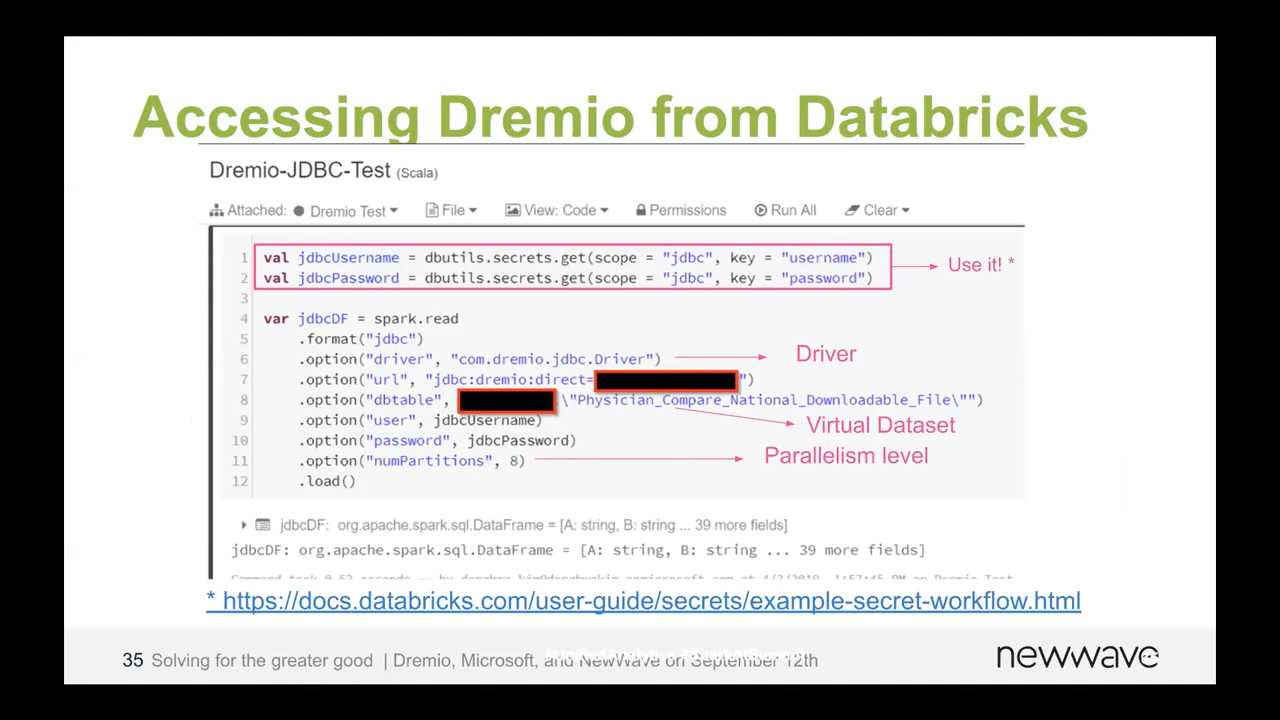 Accessing Dremio from Databricks
Dremio-JDBC-Test (Scala)
Attached: Dremio Test File View: Code Permissions Run All Clear
1 val jdbcUsername = dbutils.secrets.get(scope = "jdbc", key = "username")
Use it! *
2 val jdbcPassword = dbutils.secrets.get(scope = "jdbc", key = "password")
3
4 var jdbcDF = spark.read
5 .format("jdbc")
6 .option("driver", "com.dremio.jdbc.Driver")
Driver
7 .option("url", "jdbc:dremio:direct= ")
8 .option("dbtable", \"Physician_Compare_National_Downloadable_File\"")
9 .option("user", jdbcUsername)
Virtual Dataset
10 .option("password", jdbcPassword)
11 .option("numPartitions", 8)
Parallelism level
12 .load()
jdbcDF: org.apache.spark.sql.DataFrame = [A: string, B: string ... 39 more fields]
jdbcDF: org.apache.spark.sql.DataFrame = [A: string, B: string ... 39 more fields]
* https://docs.databricks.com/user-guide/secrets/example-secret-workflow.html
35 Solving for the greater good | Dremio, Microsoft, and NewWave on September 12th
newwave